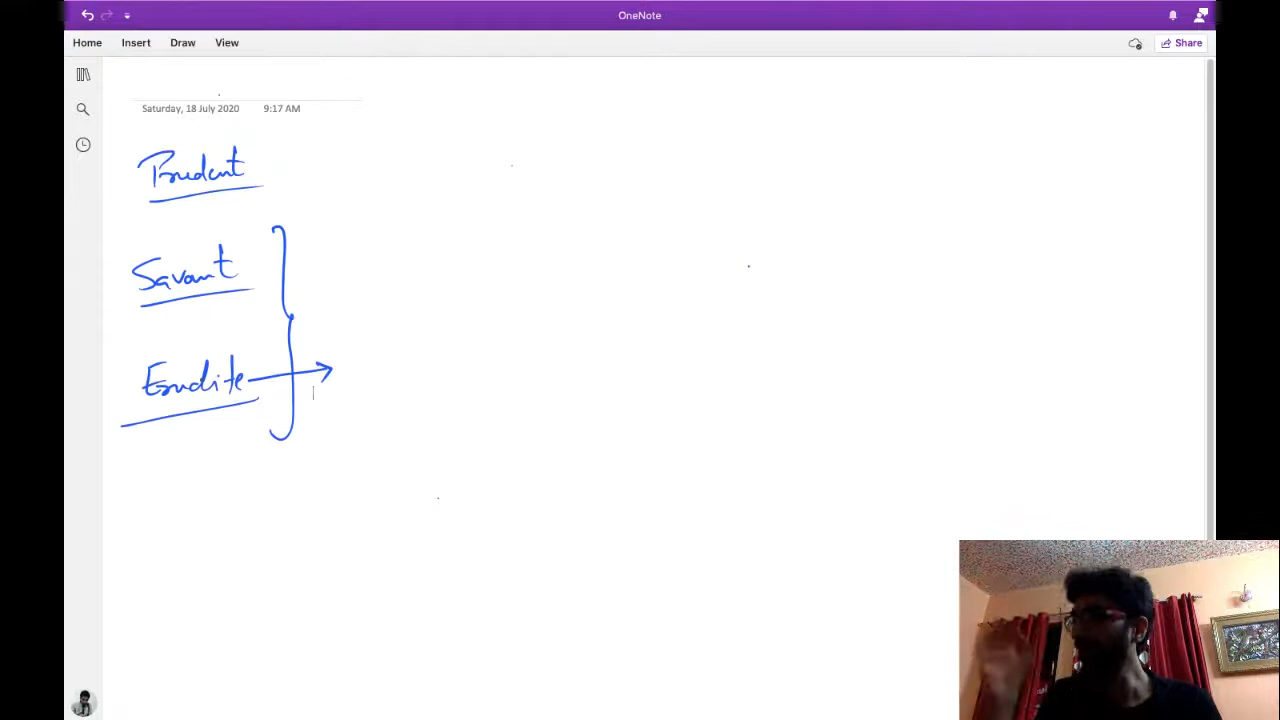 OneNote
Home Insert Draw View Share
Saturday, 18 July 2020 9:17 AM
Prudent
Savant
Erudite